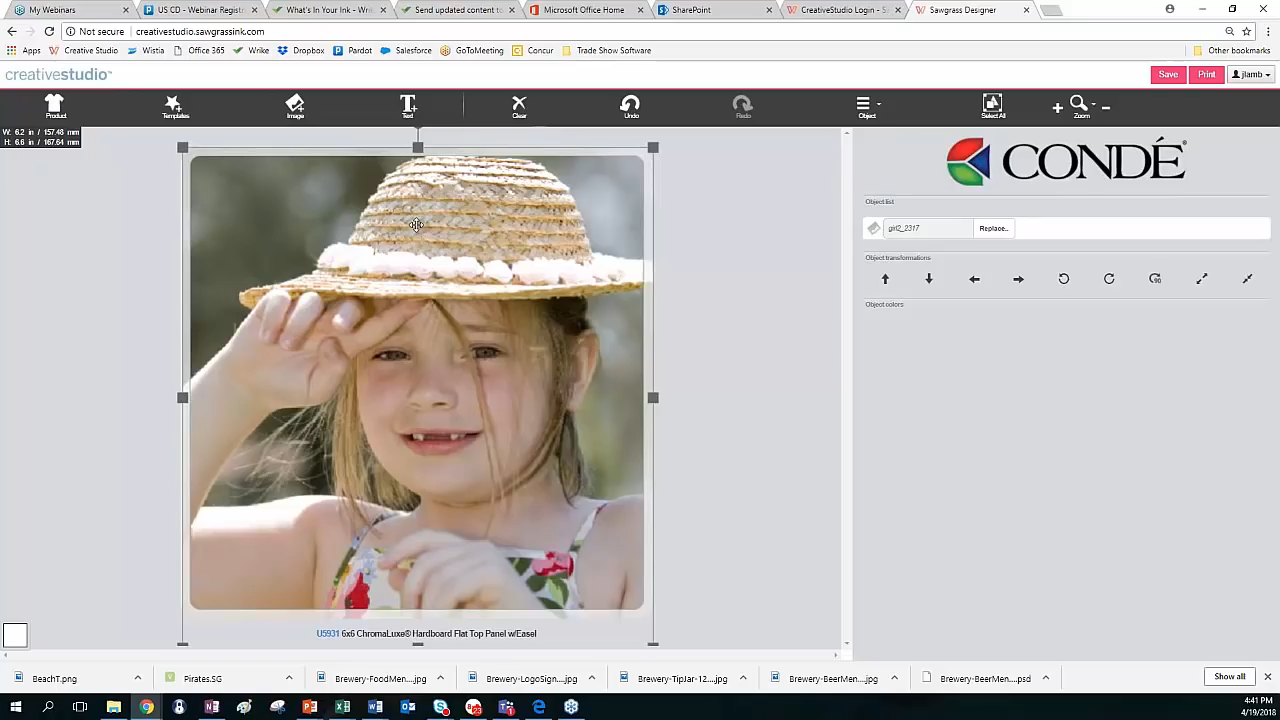 My Webinars
US CD - Webinar Regist
What's In Your Ink - Wri
Send updated content to
Microsoft Office Home
SharePoint
CreativeStudio Login - Sa
Sawgrass Designer
Not secure
creativestudio.sawgrassink.com
Apps
Creative Studio
Wistia
Office 365
Wrike
Dropbox
Pardot
Salesforce
GoToMeeting
Concur
Trade Show Software
Other bookmarks
creativestudio™
Save
Print
jlamb
Product
Templates
Image
Text
Clear
Undo
Redo
Object
Select All
Zoom
W: 6.2 in / 157.48 mm
H: 6.6 in / 167.64 mm
CONDÉ®
Object list
girl2_2317
Replace..
Object transformations
90
Object colors
U5931 6x6 ChromaLuxe® Hardboard Flat Top Panel w/Easel
BeachT.png
Pirates.SG
Brewery-FoodMen....jpg
Brewery-LogoSign...jpg
Brewery-TipJar-12....jpg
Brewery-BeerMen....jpg
Brewery-BeerMen....psd
Show all
4:41 PM
4/19/2018